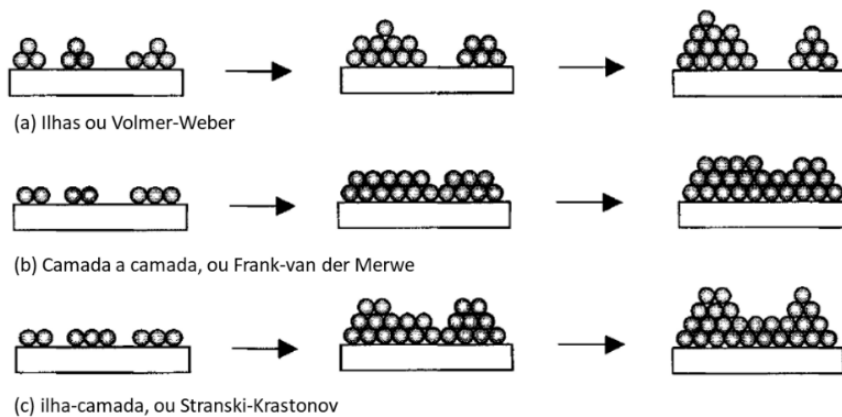 (a) Ilhas ou Volmer-Weber
(b) Camada a camada, ou Frank-van der Merwe
(c) ilha-camada, ou Stranski-Krastonov